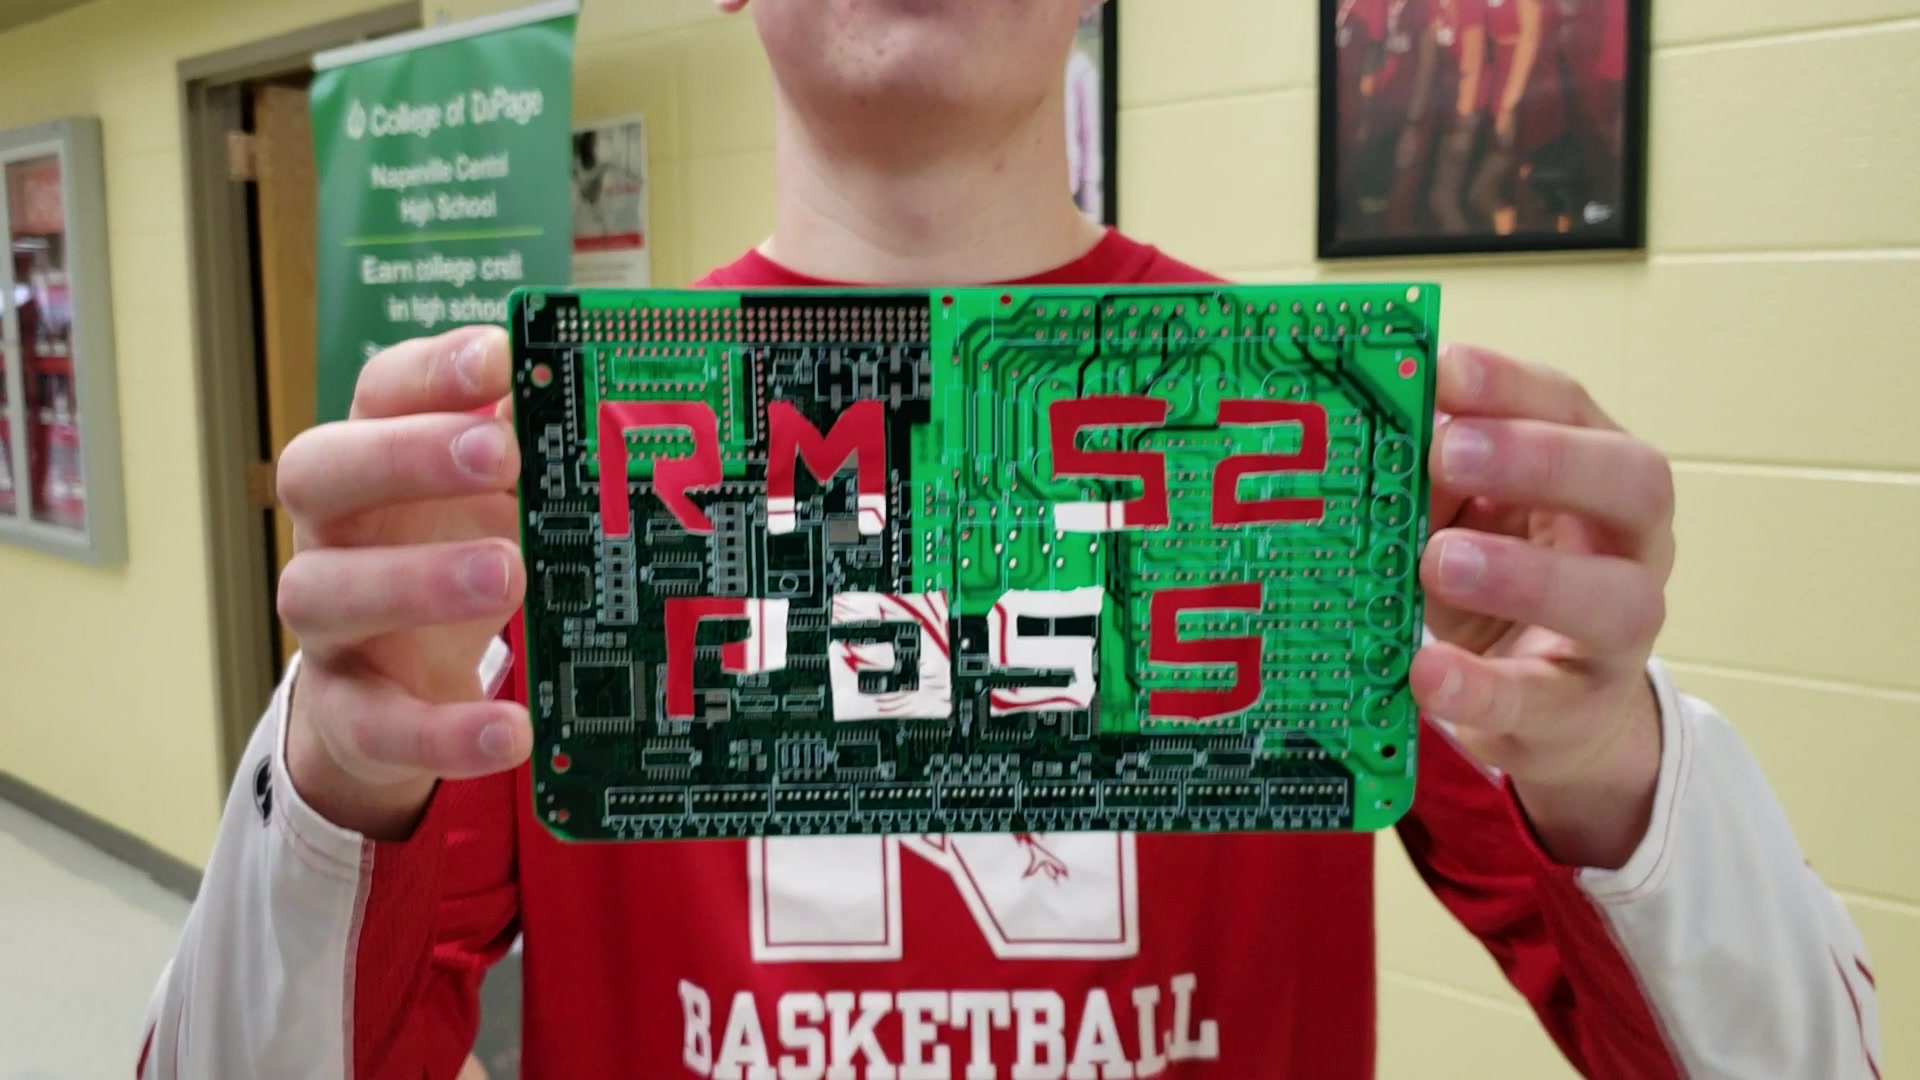 College of DuPage
Naperville Central
High School
Earn college credit
in high school
RM 52
Pass
N
BASKETBALL